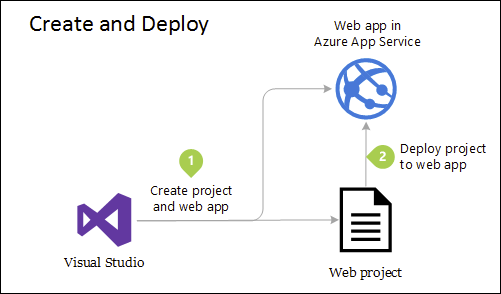 Create and Deploy
Web app in
Azure App Service
1
Create project
and web app
2
Deploy project
to web app
Visual Studio
Web project